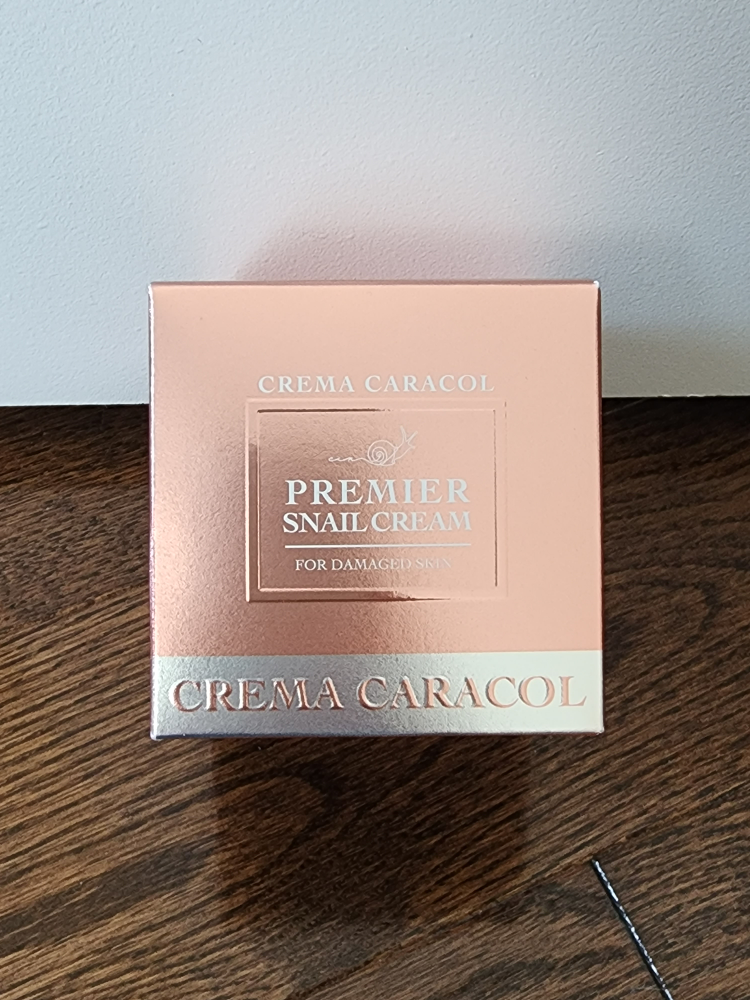 CREMA CARACOL
PREMIER
SNAIL CREAM
FOR DAMAGED SKIN
CREMA CARACOL